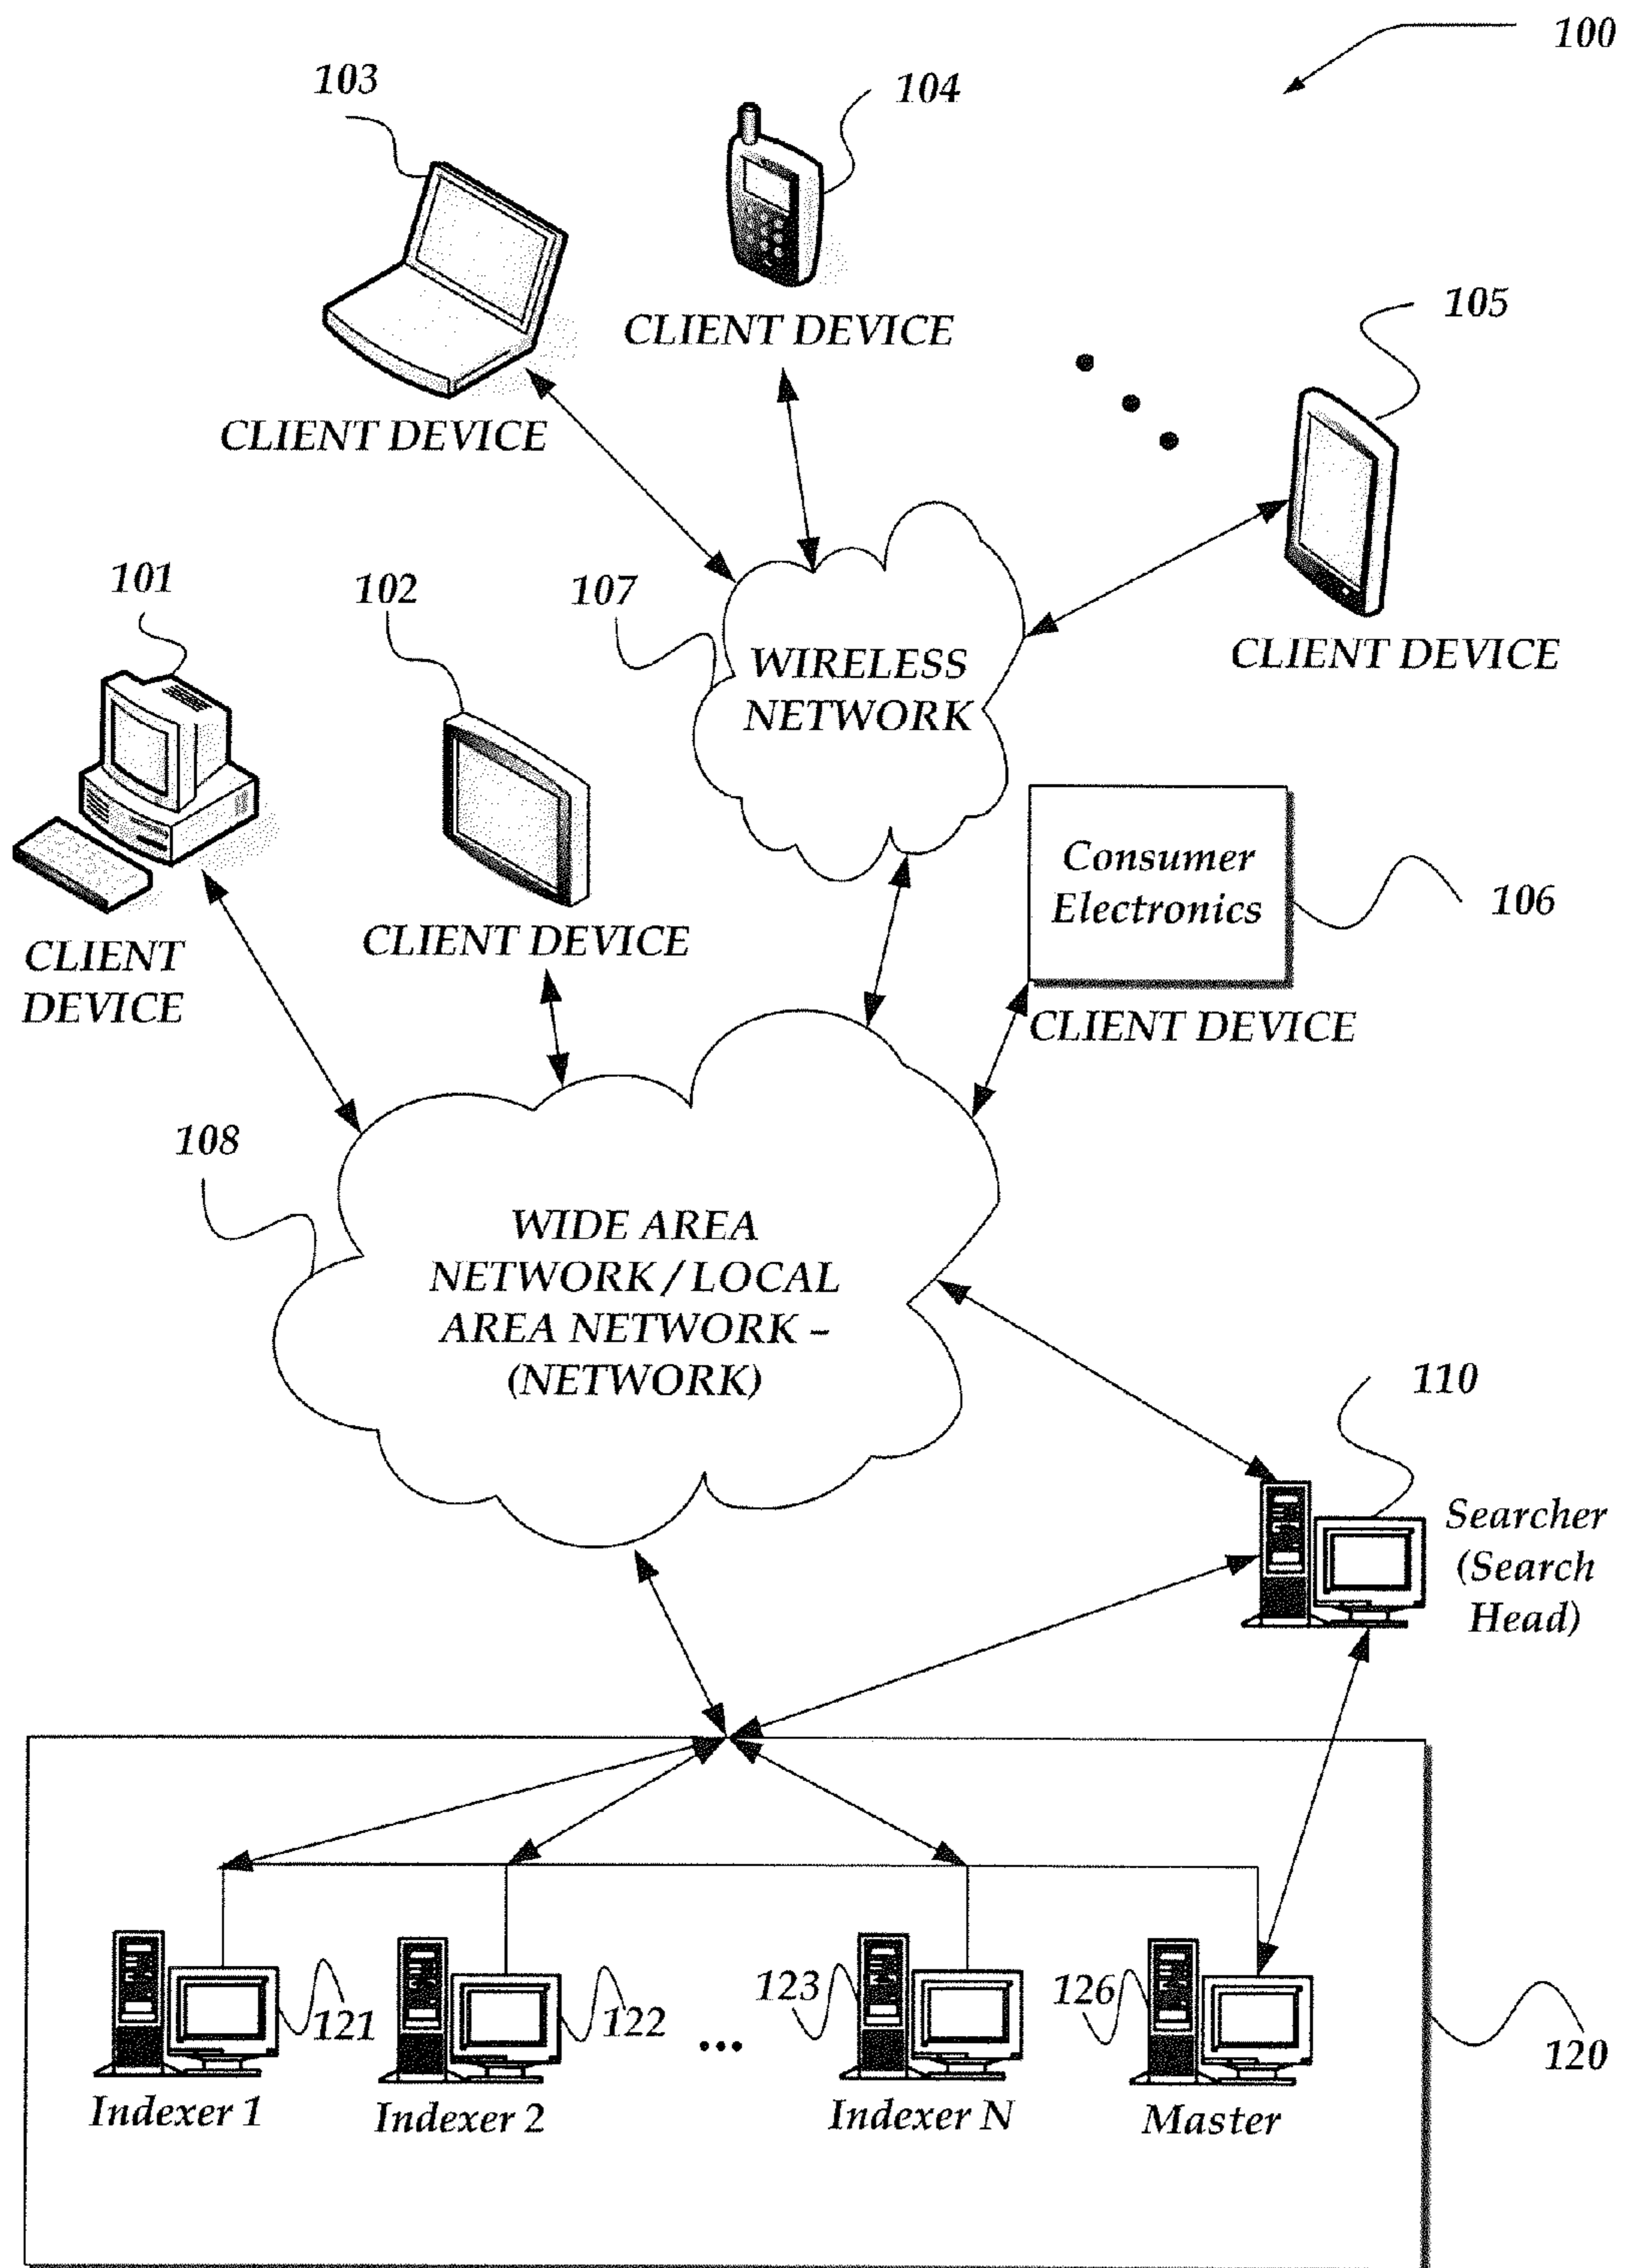 100
103
104
CLIENT DEVICE
105
CLIENT DEVICE
101
102
107
WIRELESS
NETWORK
CLIENT DEVICE
Consumer
Electronics
106
CLIENT
DEVICE
CLIENT DEVICE
CLIENT DEVICE
108
WIDE AREA
NETWORK / LOCAL
AREA NETWORK –
(NETWORK)
110
Searcher
(Search
Head)
121
122
...
123
126
120
Indexer 1
Indexer 2
Indexer N
Master